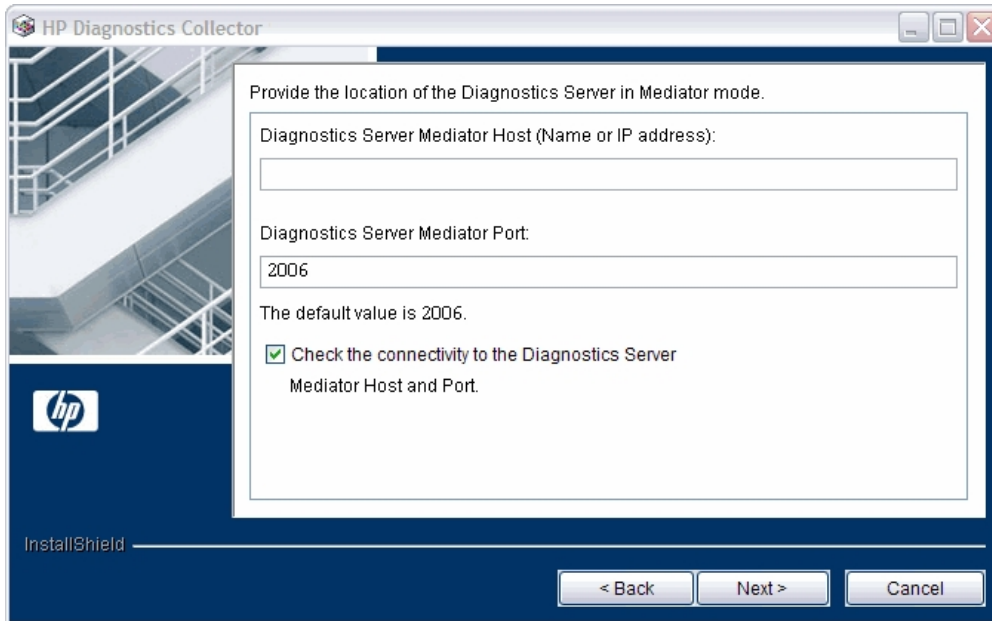 HP Diagnostics Collector
Provide the location of the Diagnostics Server in Mediator mode.
Diagnostics Server Mediator Host (Name or IP address):
Diagnostics Server Mediator Port:
2006
The default value is 2006.
Check the connectivity to the Diagnostics Server
Mediator Host and Port.
hp
InstallShield
< Back
Next >
Cancel